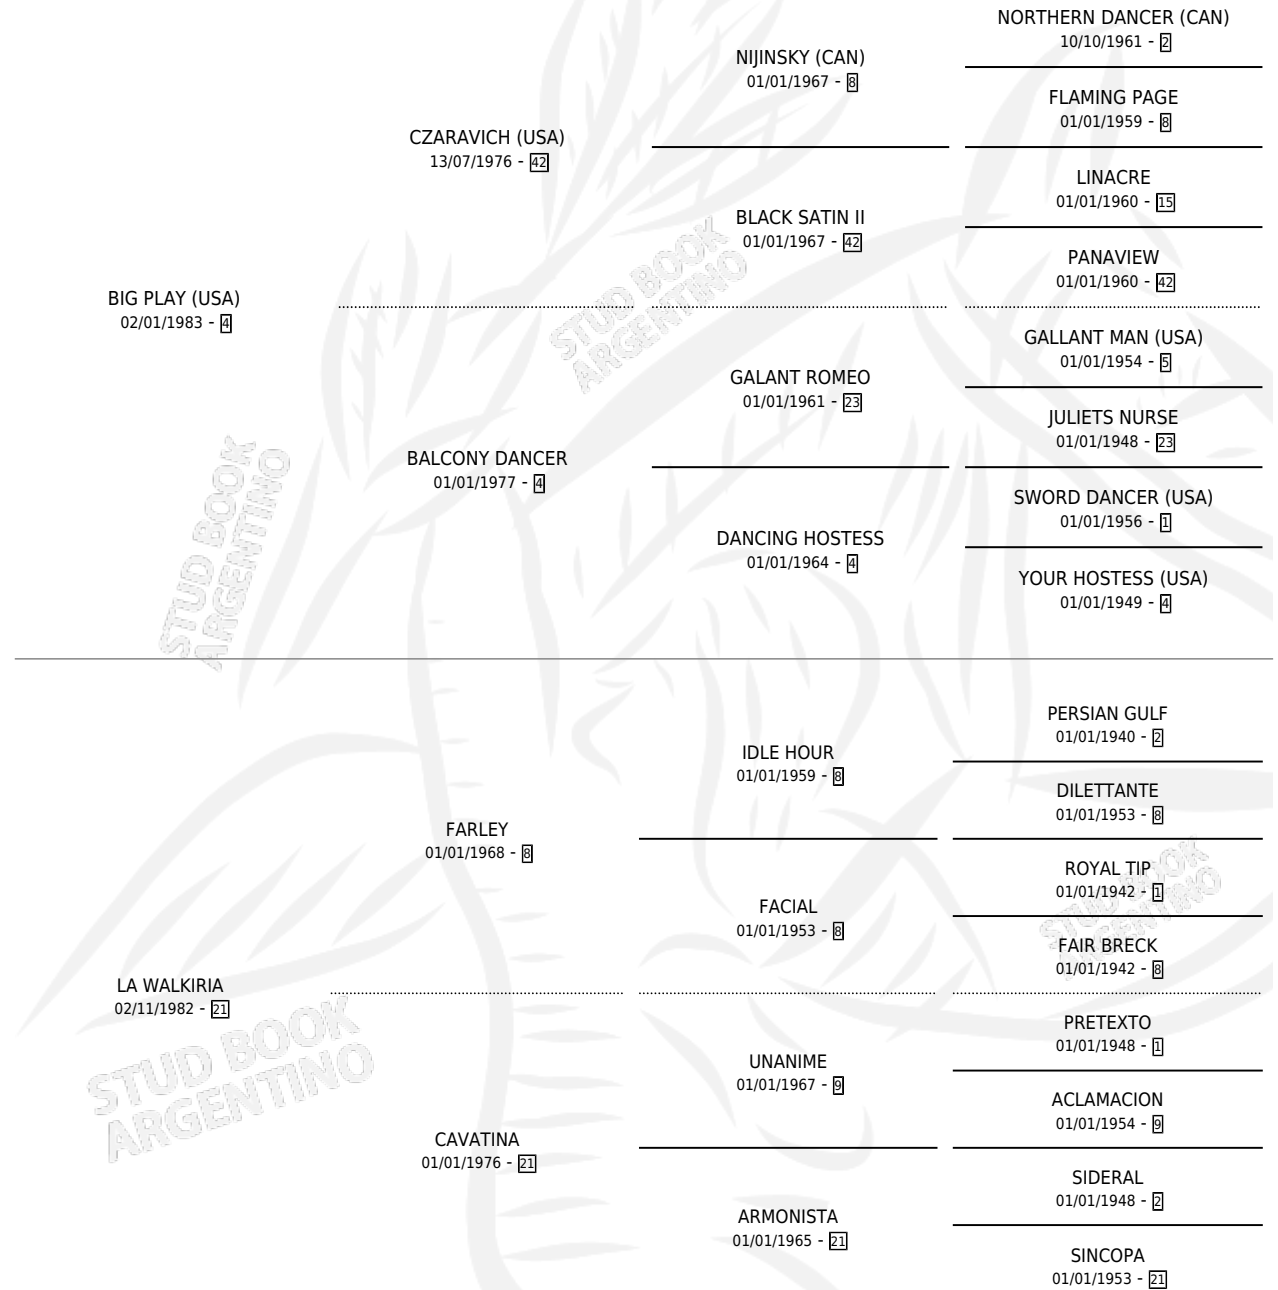 NORTHERN DANCER (CAN)
10/10/1961 - 2
NIJINSKY (CAN)
01/01/1967 - 8
FLAMING PAGE
01/01/1959 - 8
CZARAVICH (USA)
13/07/1976 - 42
LINACRE
01/01/1960 - 15
BLACK SATIN II
01/01/1967 - 42
PANAVIEW
01/01/1960 - 42
BIG PLAY (USA)
02/01/1983 - 4
GALLANT MAN (USA)
01/01/1954 - 5
GALANT ROMEO
01/01/1961 - 23
JULIETS NURSE
01/01/1948 - 23
BALCONY DANCER
01/01/1977 - 4
SWORD DANCER (USA)
01/01/1956 - 1
DANCING HOSTESS
01/01/1964 - 4
YOUR HOSTESS (USA)
01/01/1949 - 4
PERSIAN GULF
01/01/1940 - 2
IDLE HOUR
01/01/1959 - 8
DILETTANTE
01/01/1953 - 8
FARLEY
01/01/1968 - 8
ROYAL TIP
01/01/1942 - 1
FACIAL
01/01/1953 - 8
FAIR BRECK
01/01/1942 - 8
LA WALKIRIA
02/11/1982 - 21
PRETEXTO
01/01/1948 - 1
UNANIME
01/01/1967 - 9
ACLAMACION
01/01/1954 - 9
CAVATINA
01/01/1976 - 21
SIDERAL
01/01/1948 - 2
ARMONISTA
01/01/1965 - 21
SINCOPA
01/01/1953 - 21
STUD BOOK
ARGENTINO
STUD BOOK
ARGENTINO
STUD BOOK
ARGENTINO
STUD BOOK
ARGENTINO